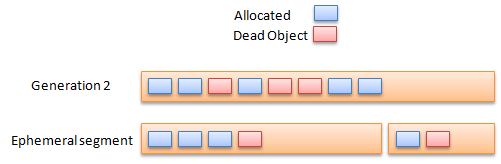 Allocated
Dead Object
Generation 2
Ephemeral segment